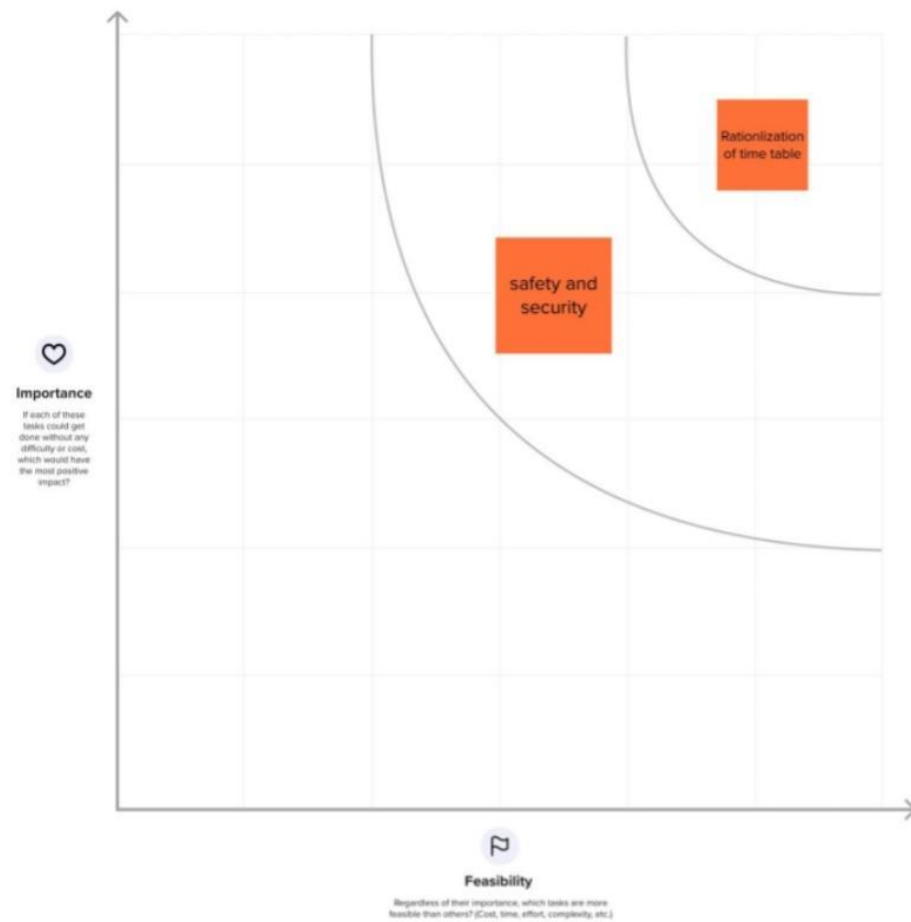 Rationlization
of time table
safety and
security
Importance
If each of these
tasks could get
done without any
difficulty or cost,
which would have
the most positive
impact?
Feasibility
Regardless of their importance, which tasks are more
feasible than others? (Cost, time, effort, complexity, etc.)